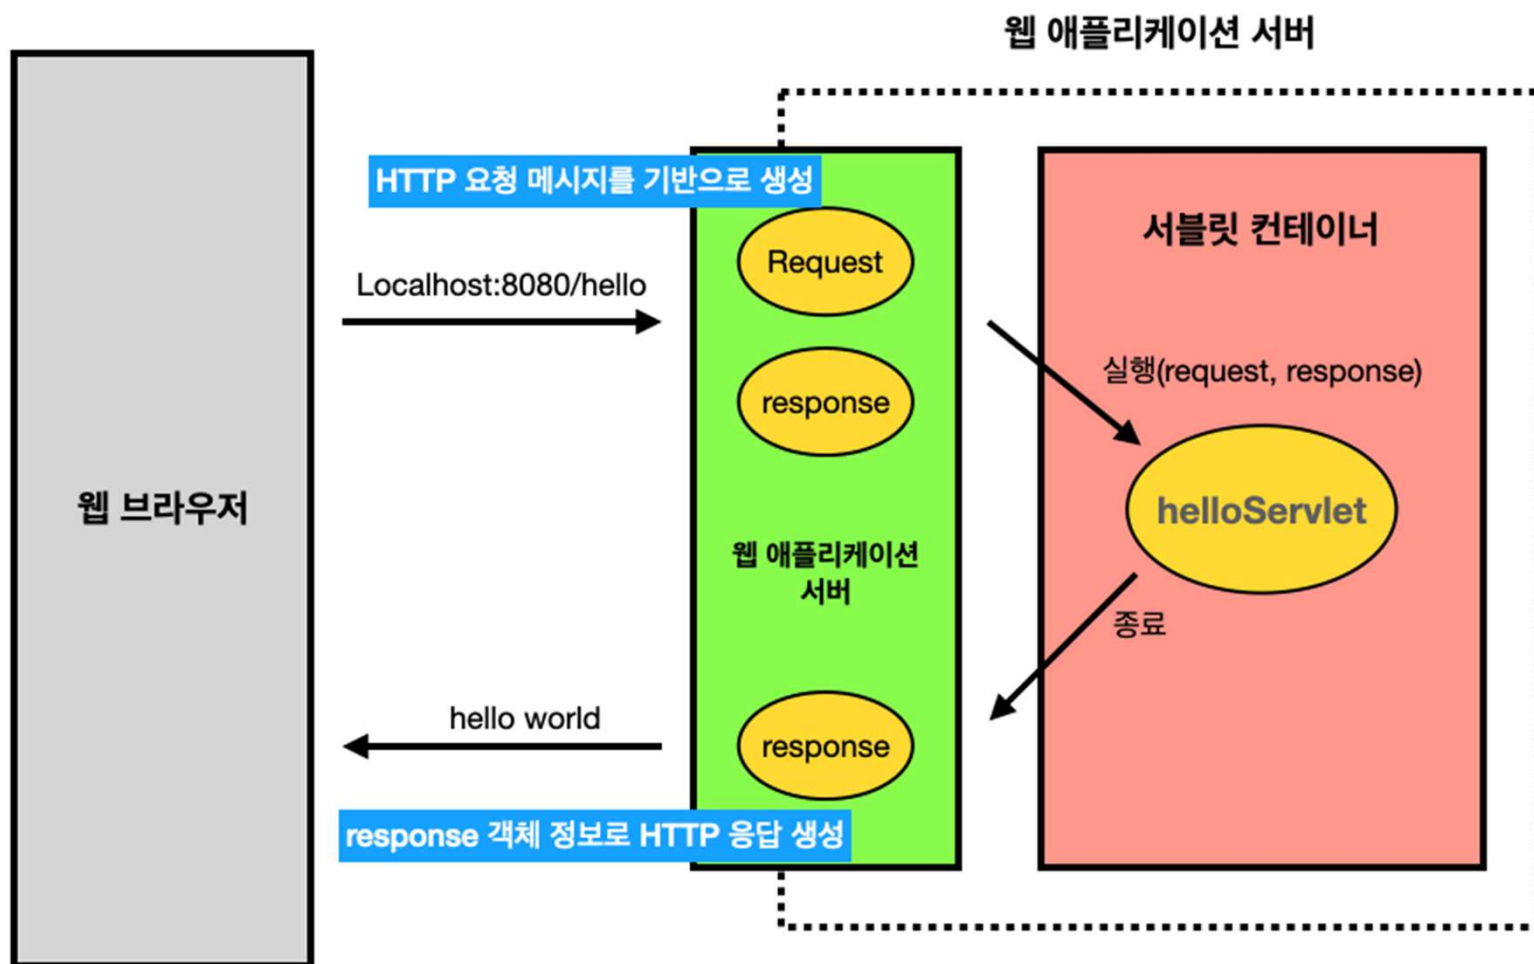 웹 애플리케이션 서버
HTTP 요청 메시지를 기반으로 생성
Request
Localhost:8080/hello
response
서블릿 컨테이너
실행(request, response)
helloServlet
종료
웹 브라우저
웹 애플리케이션
서버
hello world
response
response 객체 정보로 HTTP 응답 생성